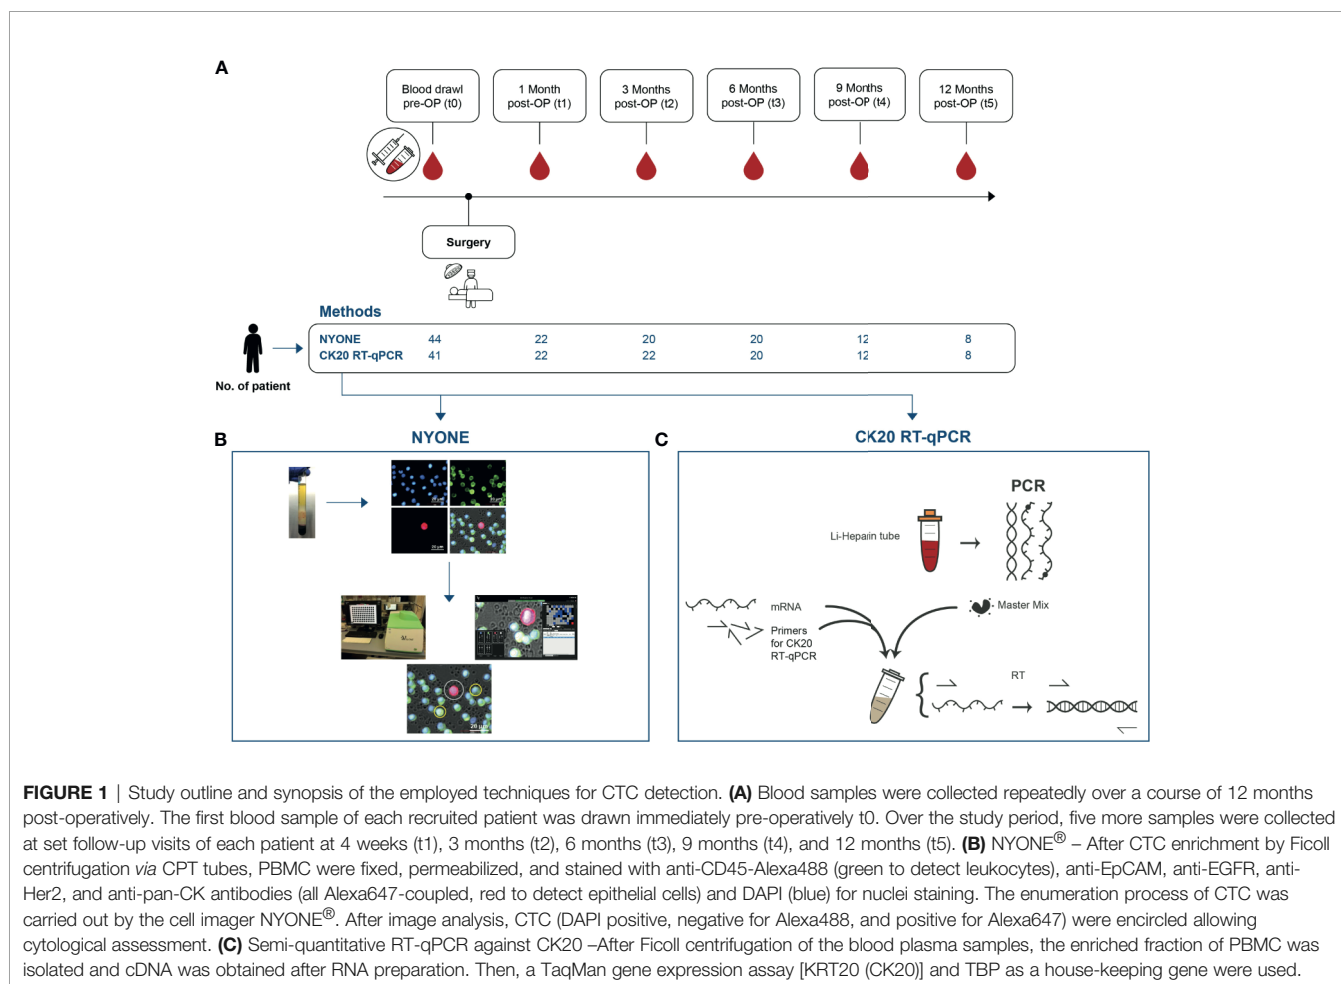 A
Blood drawl
pre-OP (t0)
1 Month
post-OP (t1)
3 Months
post-OP (t2)
6 Months
post-OP (t3)
9 Months
post-OP (t4)
12 Months
post-OP (t5)
Surgery
Methods
NYONE 44 22 20 20 12 8
CK20 RT-qPCR 41 22 22 20 12 8
No. of patient
B
NYONE
20 µm
C
CK20 RT-qPCR
PCR
Li-Hepain tube
mRNA
Primers
for CK20
RT-qPCR
Master Mix
RT
FIGURE 1 | Study outline and synopsis of the employed techniques for CTC detection. (A) Blood samples were collected repeatedly over a course of 12 months
post-operatively. The first blood sample of each recruited patient was drawn immediately pre-operatively t0. Over the study period, five more samples were collected
at set follow-up visits of each patient at 4 weeks (t1), 3 months (t2), 6 months (t3), 9 months (t4), and 12 months (t5). (B) NYONE® – After CTC enrichment by Ficoll
centrifugation via CPT tubes, PBMC were fixed, permeabilized, and stained with anti-CD45-Alexa488 (green to detect leukocytes), anti-EpCAM, anti-EGFR, anti-
Her2, and anti-pan-CK antibodies (all Alexa647-coupled, red to detect epithelial cells) and DAPI (blue) for nuclei staining. The enumeration process of CTC was
carried out by the cell imager NYONE®. After image analysis, CTC (DAPI positive, negative for Alexa488, and positive for Alexa647) were encircled allowing
cytological assessment. (C) Semi-quantitative RT-qPCR against CK20 –After Ficoll centrifugation of the blood plasma samples, the enriched fraction of PBMC was
isolated and cDNA was obtained after RNA preparation. Then, a TaqMan gene expression assay [KRT20 (CK20)] and TBP as a house-keeping gene were used.